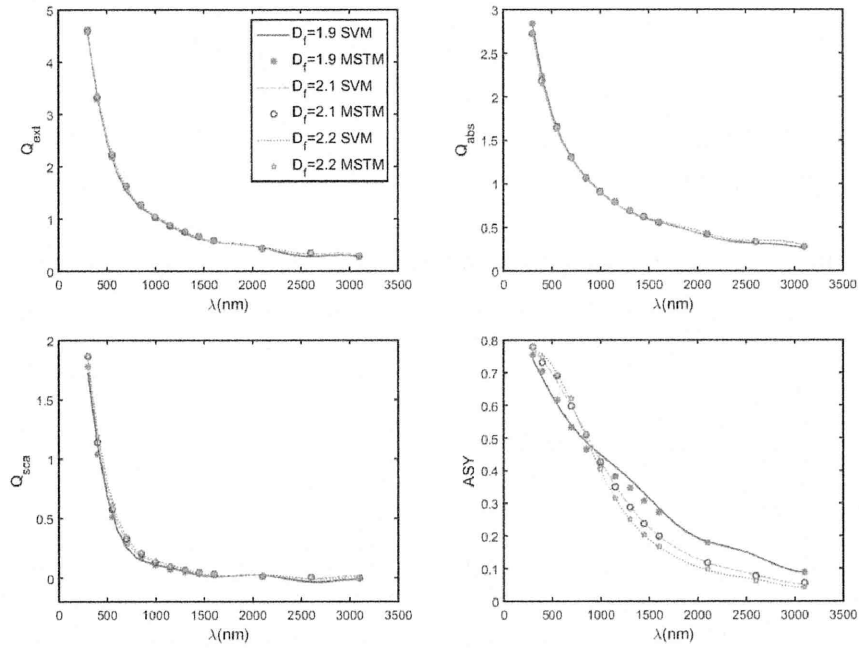 5
4
3
2
1
0
Q_ext
0 500 1000 1500 2000 2500 3000 3500
λ(nm)
D_f=1.9 SVM
D_f=1.9 MSTM
D_f=2.1 SVM
D_f=2.1 MSTM
D_f=2.2 SVM
D_f=2.2 MSTM
3
2.5
2
1.5
1
0.5
0
Q_abs
0 500 1000 1500 2000 2500 3000 3500
λ(nm)
2
1.5
1
0.5
0
Q_sca
0 500 1000 1500 2000 2500 3000 3500
λ(nm)
0.8
0.7
0.6
0.5
0.4
0.3
0.2
0.1
0
ASY
0 500 1000 1500 2000 2500 3000 3500
λ(nm)